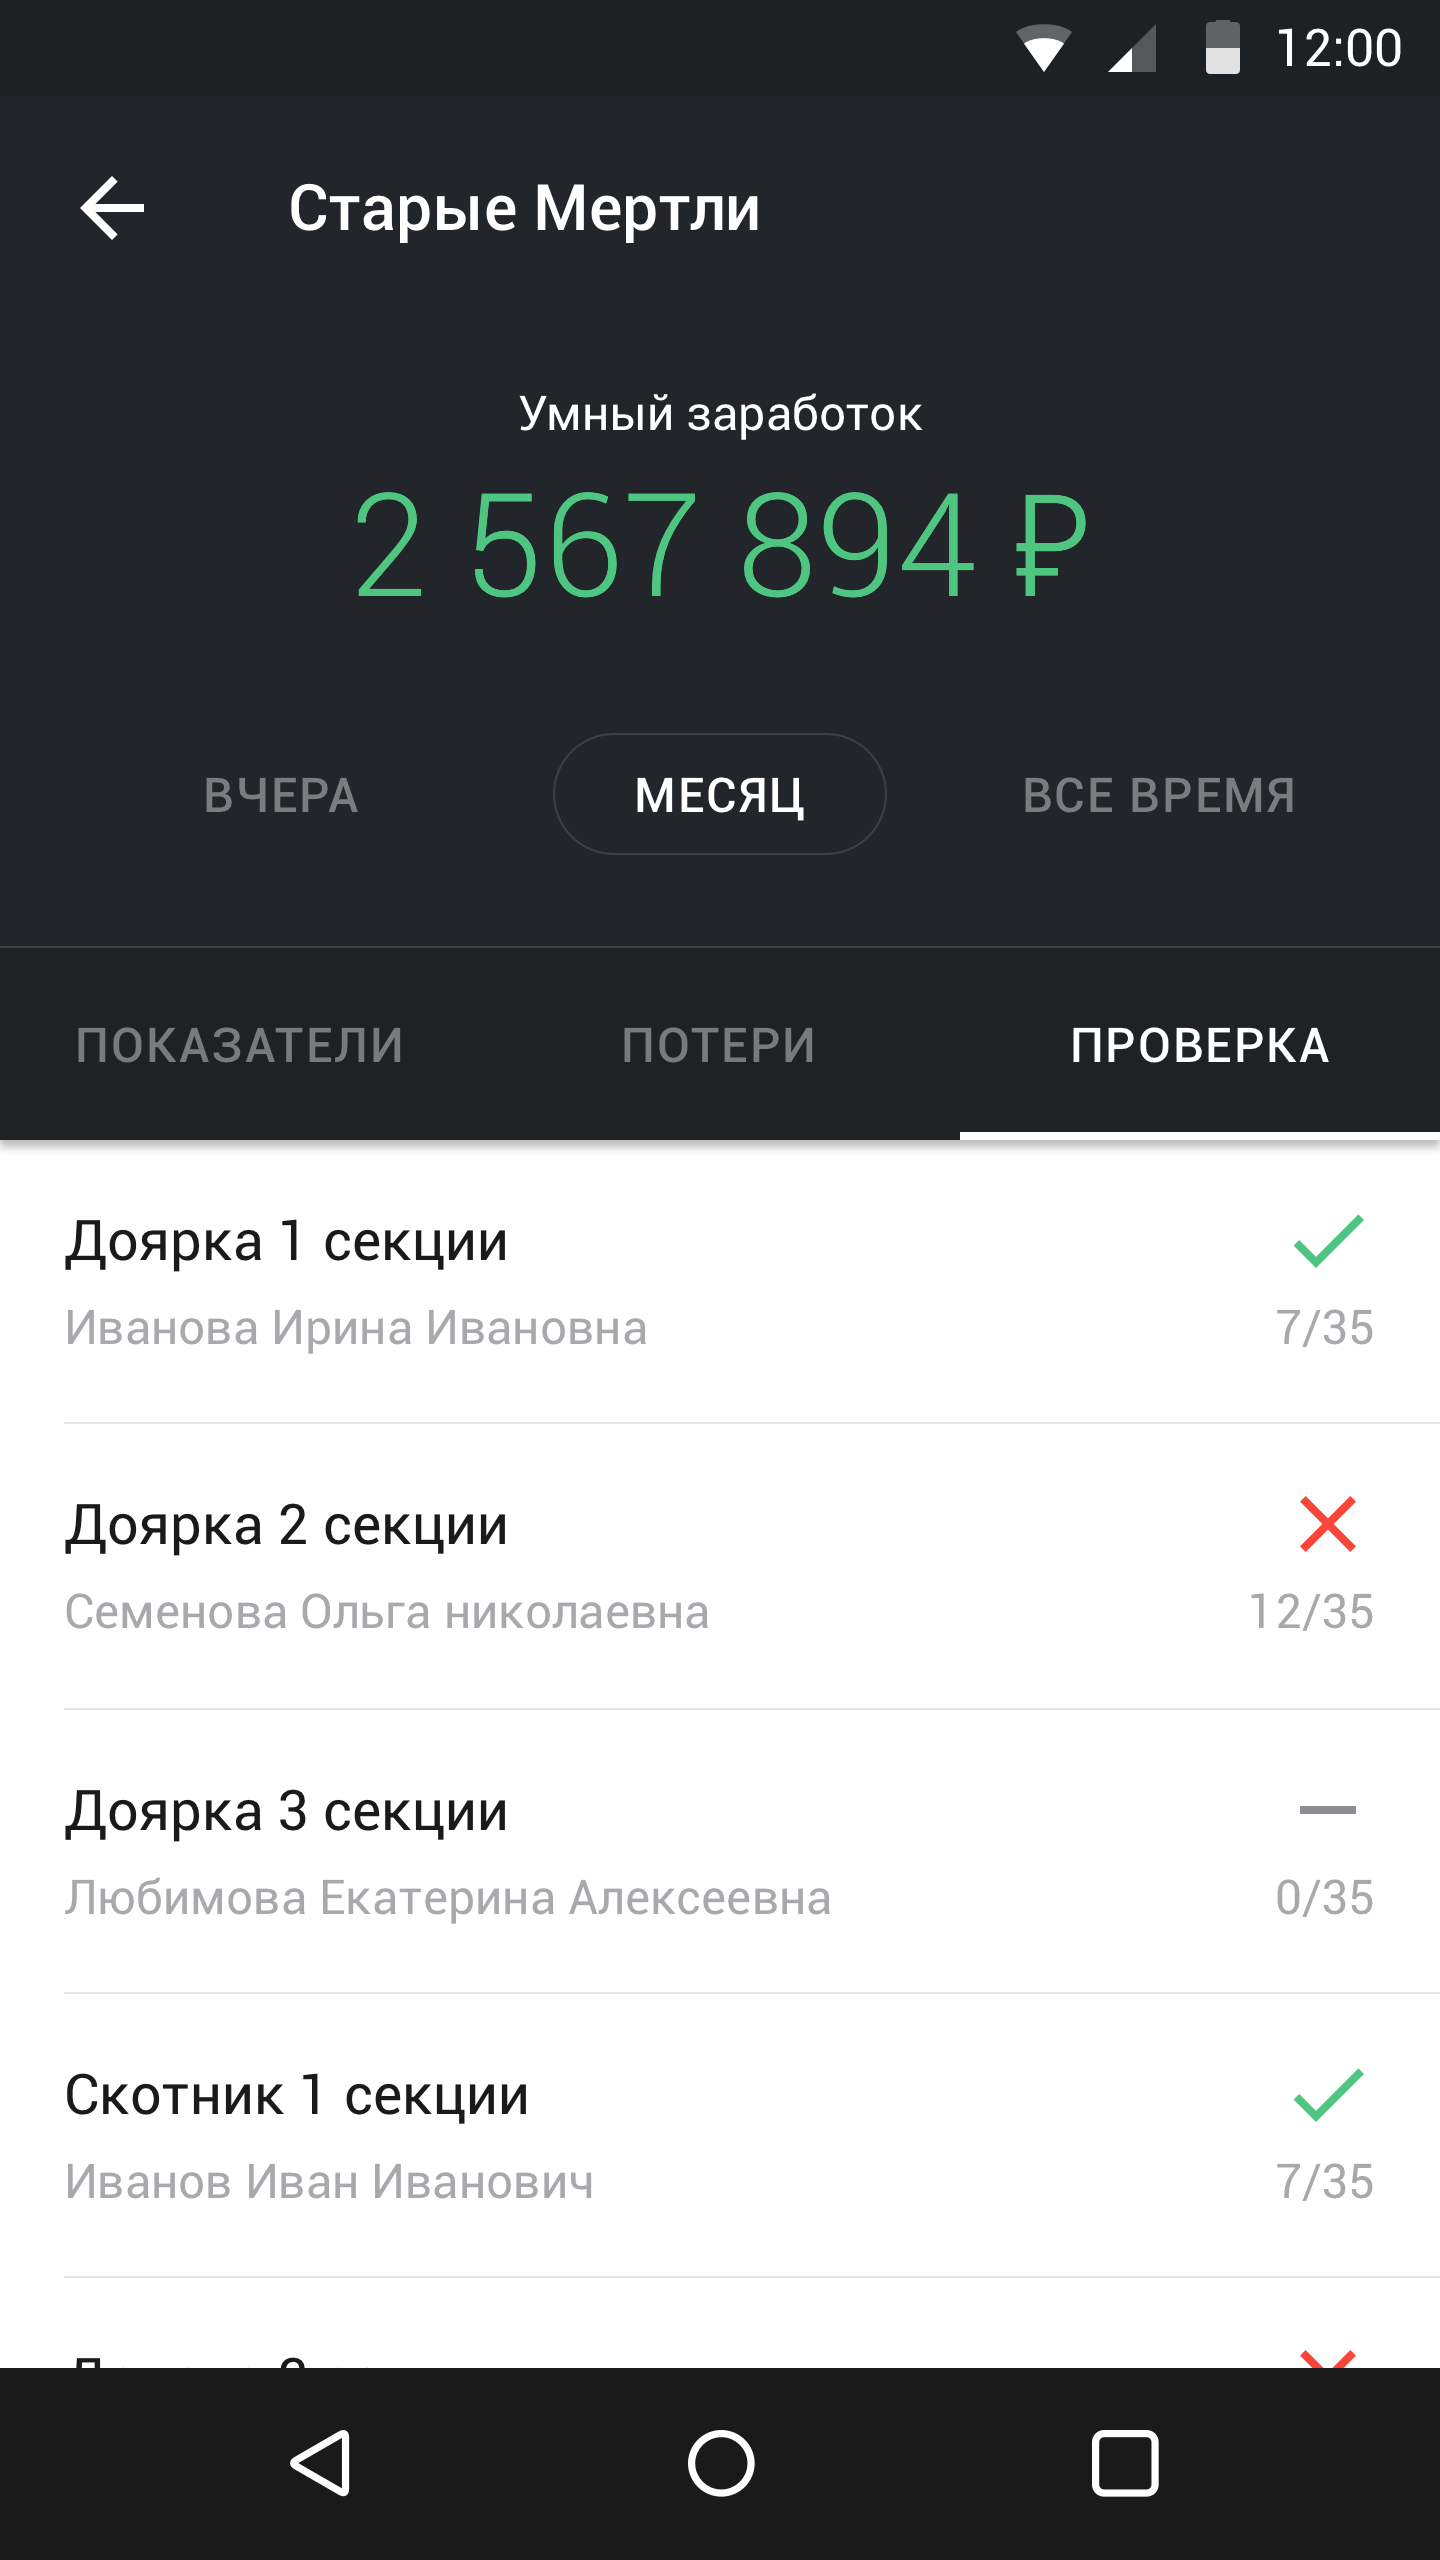 12:00
Старые Мертли
Умный заработок
2 567 894 ₽
ВЧЕРА МЕСЯЦ ВСЕ ВРЕМЯ
ПОКАЗАТЕЛИ ПОТЕРИ ПРОВЕРКА
Доярка 1 секции
Иванова Ирина Ивановна 7/35
Доярка 2 секции
Семенова Ольга николаевна 12/35
Доярка 3 секции
Любимова Екатерина Алексеевна 0/35
Скотник 1 секции
Иванов Иван Иванович 7/35